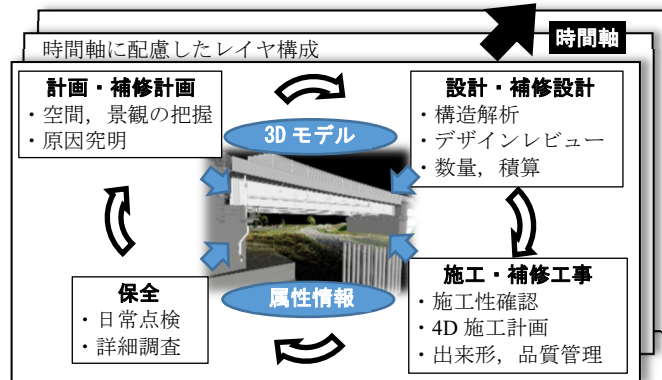 時間軸
時間軸に配慮したレイヤ構成
計画・補修計画
・空間，景観の把握
・原因究明
設計・補修設計
・構造解析
・デザインレビュー
・数量，積算
3D モデル
属性情報
保全
・日常点検
・詳細調査
施工・補修工事
・施工性確認
・4D 施工計画
・出来形，品質管理